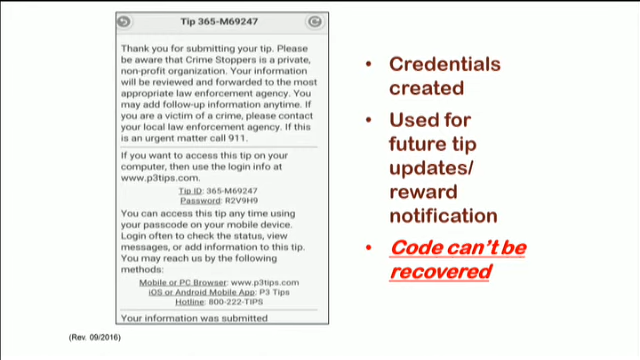 Tip 365-M69247
Thank you for submitting your tip. Please
be aware that Crime Stoppers is a private,
non-profit organization. Your information
will be reviewed and forwarded to the most
appropriate law enforcement agency. You
may add follow-up information anytime. If
you are a victim of a crime, please contact
your local law enforcement agency. If this
is an urgent matter call 911.
If you want to access this tip on your
computer, then use the login info at
www.p3tips.com.
Tip ID: 365-M69247
Password: R2V9H9
You can access this tip any time using
your passcode on your mobile device.
Login often to check the status, view
messages, or add information to this tip.
You may reach us by the following
methods:
Mobile or PC Browser: www.p3tips.com
iOS or Android Mobile App: P3 Tips
Hotline: 800-222-TIPS
Your information was submitted
(Rev. 09/2016)
• Credentials
created
• Used for
future tip
updates/
reward
notification
• Code can't be
recovered